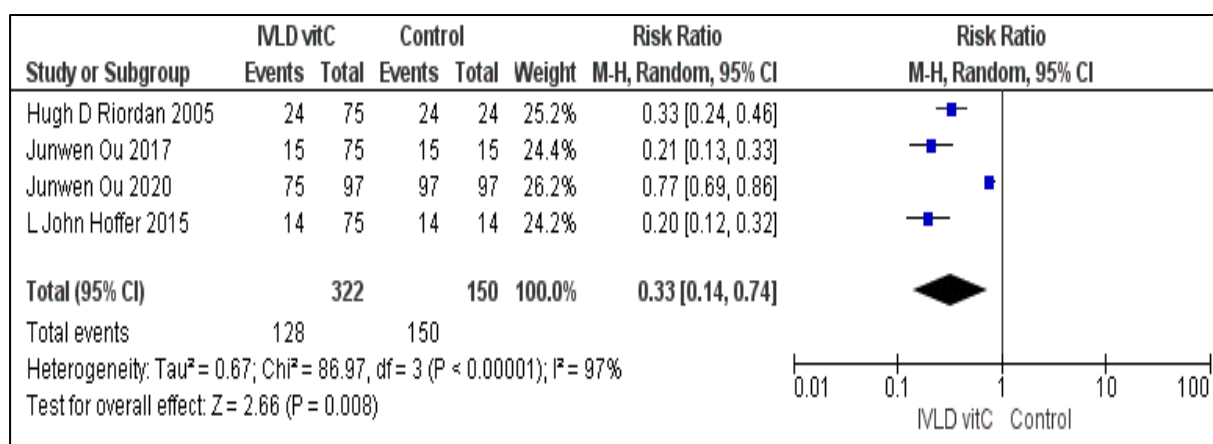 IVLD vitC Control Risk Ratio Risk Ratio
Study or Subgroup Events Total Events Total Weight M-H, Random, 95% CI M-H, Random, 95% CI
Hugh D Riordan 2005 24 75 24 24 25.2% 0.33 [0.24, 0.46]
Junwen Ou 2017 15 75 15 15 24.4% 0.21 [0.13, 0.33]
Junwen Ou 2020 75 97 97 97 26.2% 0.77 [0.69, 0.86]
L John Hoffer 2015 14 75 14 14 24.2% 0.20 [0.12, 0.32]
Total (95% CI) 322 150 100.0% 0.33 [0.14, 0.74]
Total events 128 150
Heterogeneity: Tau² = 0.67; Chi² = 86.97, df = 3 (P < 0.00001); I² = 97%
Test for overall effect: Z = 2.66 (P = 0.008)
0.01 0.1 1 10 100
IVLD vitC Control